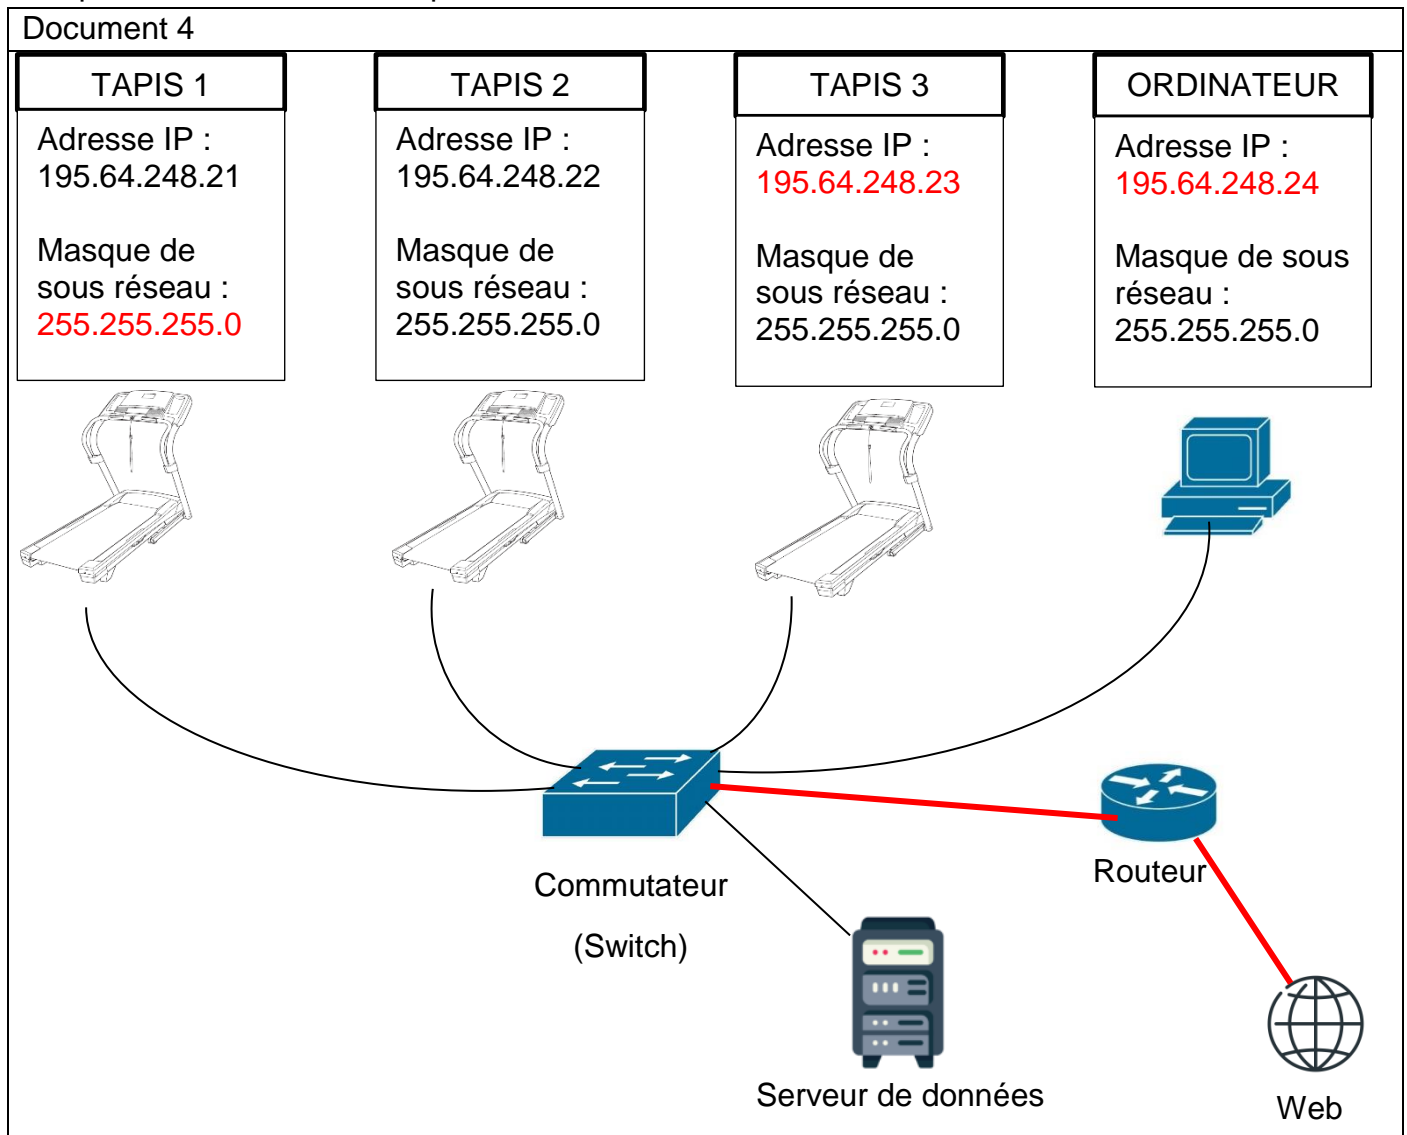 Document 4
TAPIS 1
Adresse IP :
195.64.248.21
Masque de
sous réseau :
255.255.255.0
TAPIS 2
Adresse IP :
195.64.248.22
Masque de
sous réseau :
255.255.255.0
TAPIS 3
Adresse IP :
195.64.248.23
Masque de
sous réseau :
255.255.255.0
ORDINATEUR
Adresse IP :
195.64.248.24
Masque de sous
réseau :
255.255.255.0
Commutateur
(Switch)
Routeur
Serveur de données
Web